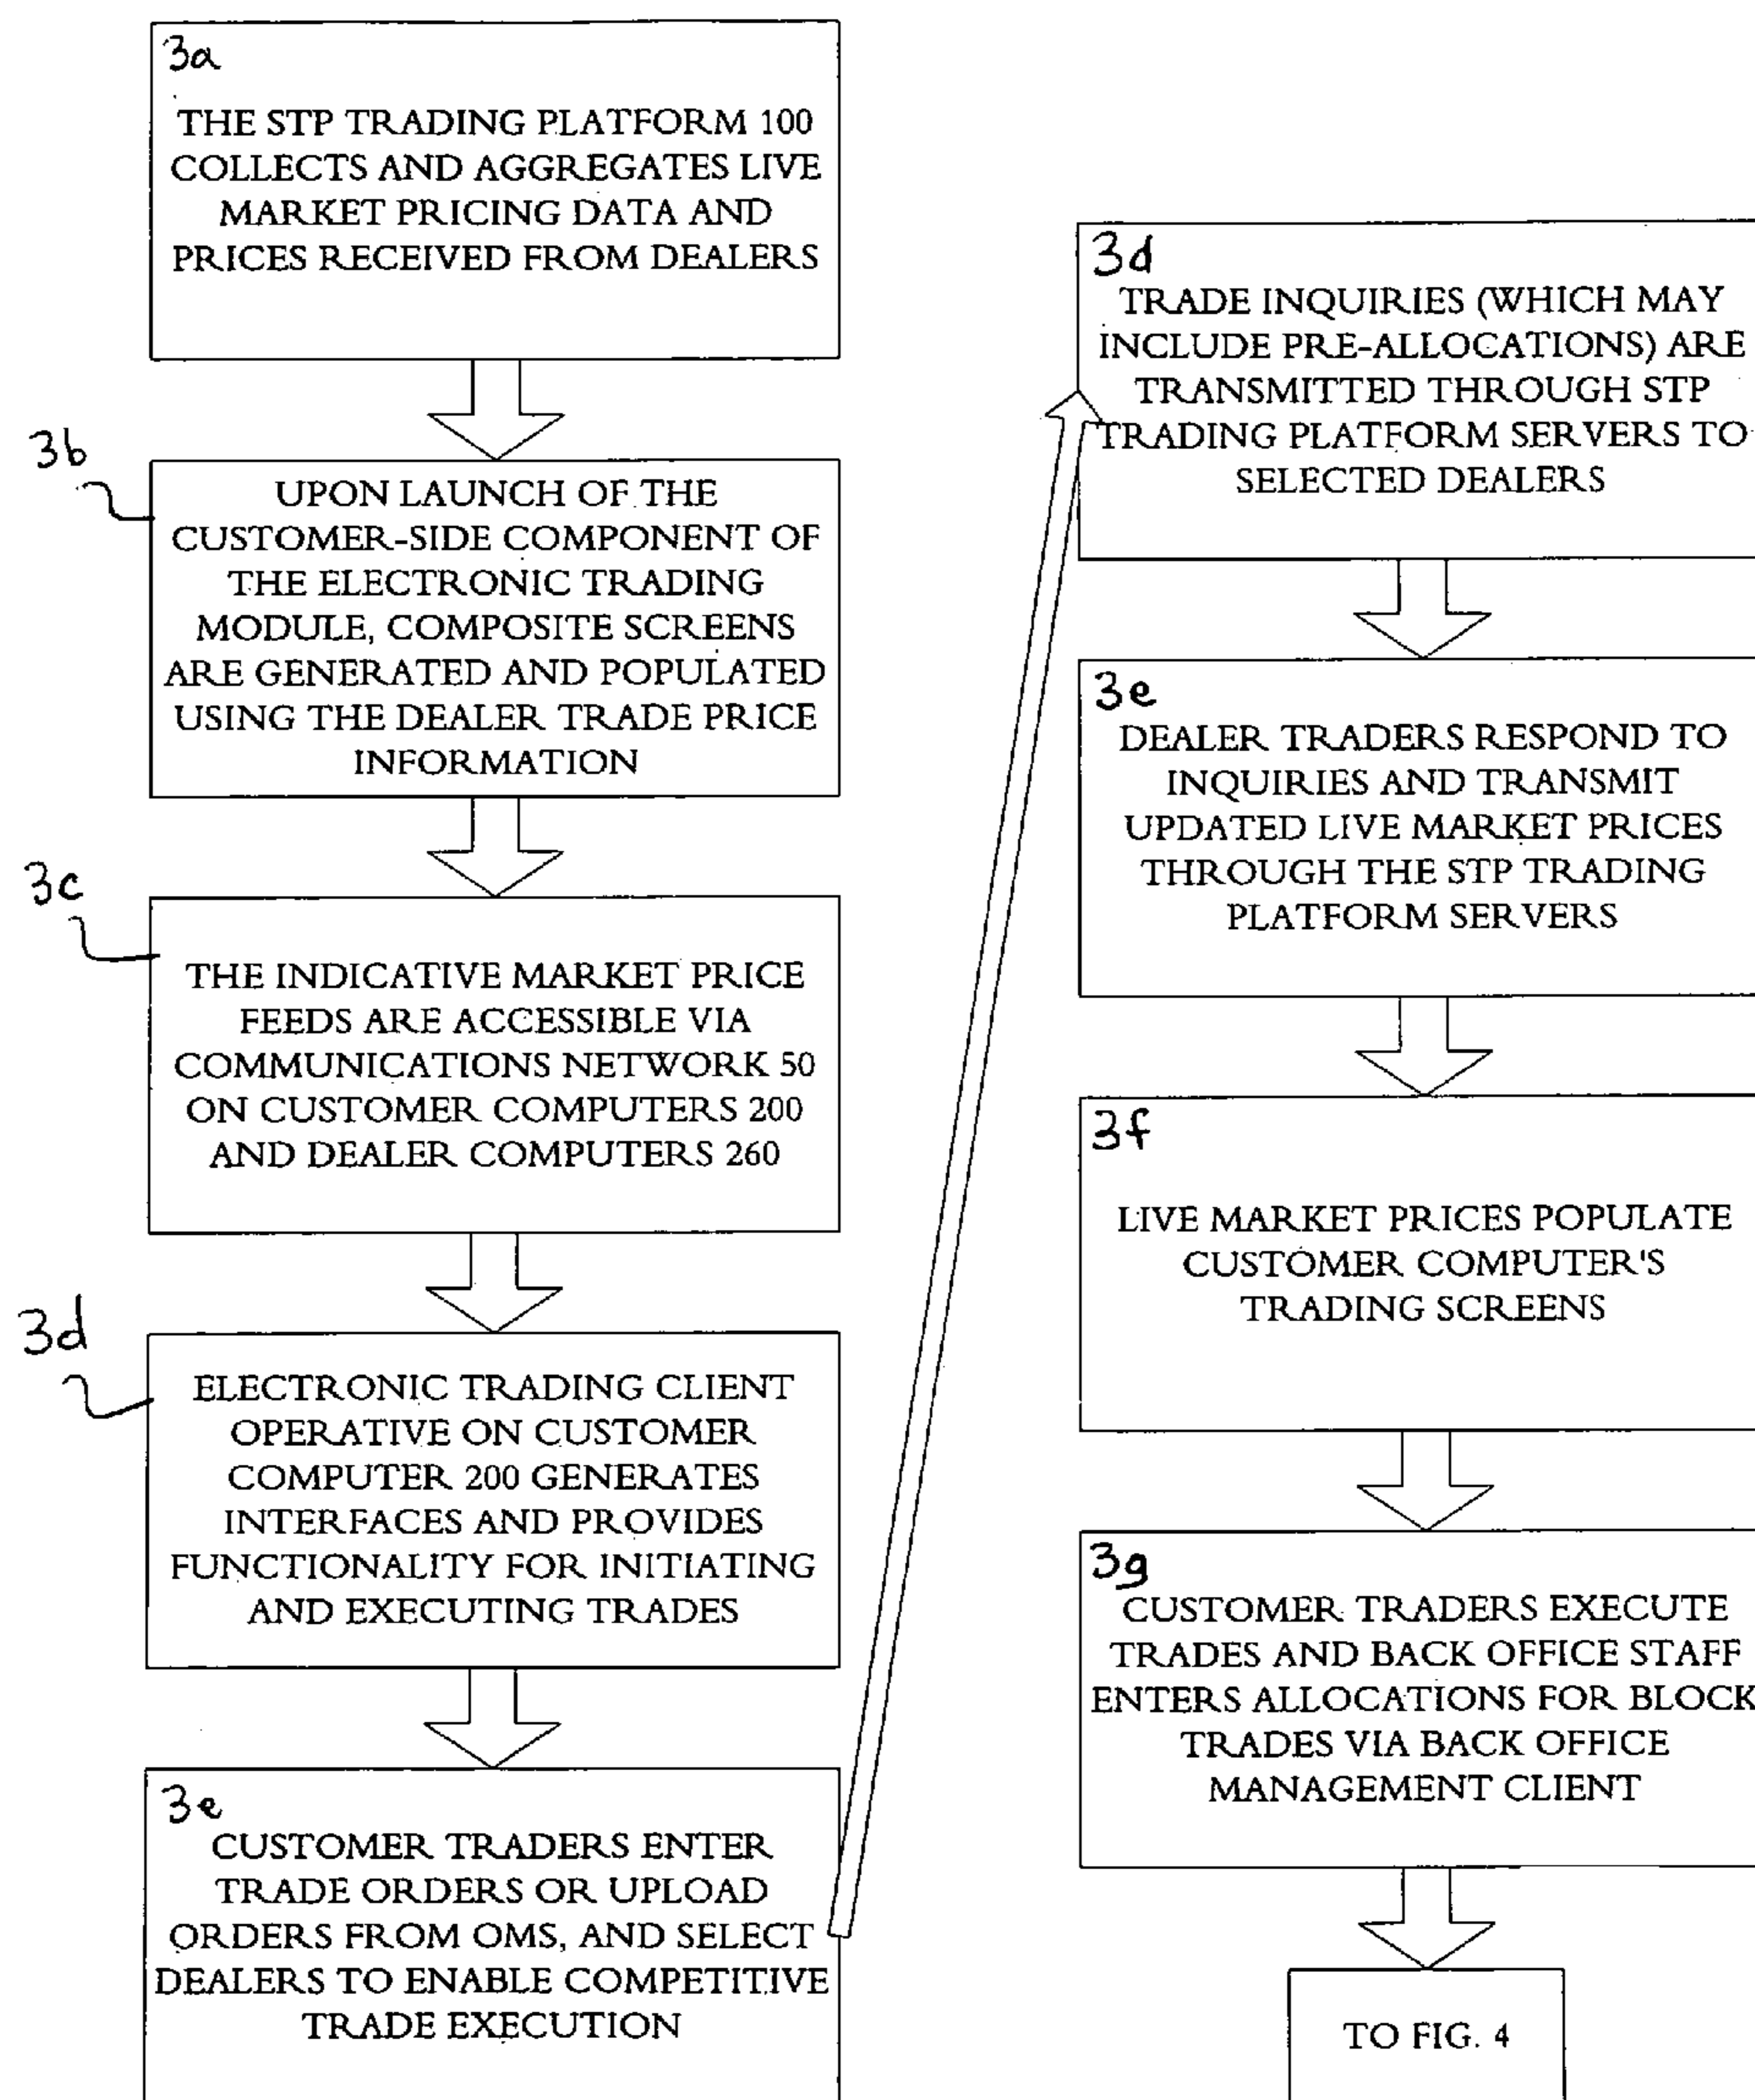 3a
THE STP TRADING PLATFORM 100
COLLECTS AND AGGREGATES LIVE
MARKET PRICING DATA AND
PRICES RECEIVED FROM DEALERS
3b
UPON LAUNCH OF THE
CUSTOMER-SIDE COMPONENT OF
THE ELECTRONIC TRADING
MODULE, COMPOSITE SCREENS
ARE GENERATED AND POPULATED
USING THE DEALER TRADE PRICE
INFORMATION
3c
THE INDICATIVE MARKET PRICE
FEEDS ARE ACCESSIBLE VIA
COMMUNICATIONS NETWORK 50
ON CUSTOMER COMPUTERS 200
AND DEALER COMPUTERS 260
3d
ELECTRONIC TRADING CLIENT
OPERATIVE ON CUSTOMER
COMPUTER 200 GENERATES
INTERFACES AND PROVIDES
FUNCTIONALITY FOR INITIATING
AND EXECUTING TRADES
3e
CUSTOMER TRADERS ENTER
TRADE ORDERS OR UPLOAD
ORDERS FROM OMS, AND SELECT
DEALERS TO ENABLE COMPETITIVE
TRADE EXECUTION
3d
TRADE INQUIRIES (WHICH MAY
INCLUDE PRE-ALLOCATIONS) ARE
TRANSMITTED THROUGH STP
TRADING PLATFORM SERVERS TO
SELECTED DEALERS
3e
DEALER TRADERS RESPOND TO
INQUIRIES AND TRANSMIT
UPDATED LIVE MARKET PRICES
THROUGH THE STP TRADING
PLATFORM SERVERS
3f
LIVE MARKET PRICES POPULATE
CUSTOMER COMPUTER'S
TRADING SCREENS
3g
CUSTOMER TRADERS EXECUTE
TRADES AND BACK OFFICE STAFF
ENTERS ALLOCATIONS FOR BLOCK
TRADES VIA BACK OFFICE
MANAGEMENT CLIENT
TO FIG. 4